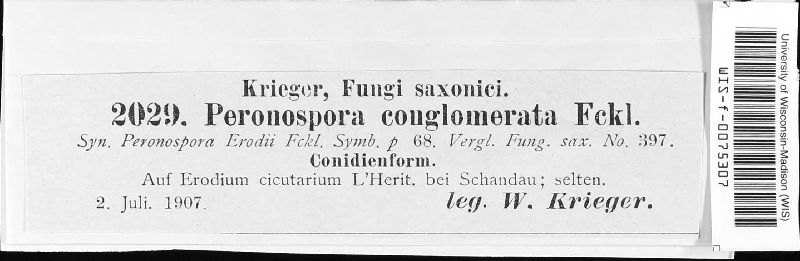 Krieger, Fungi saxonici.
2029. Peronospora conglomerata Fckl.
Syn. Peronospora Erodii Fckl. Symb. p 68. Vergl. Fung. sax. No. 397.
Conidienform.
Auf Erodium cicutarium L'Herit. bei Schandau; selten.
2. Juli. 1907. leg. W. Krieger.
University of Wisconsin-Madison (WIS)
WIS-f-0075307